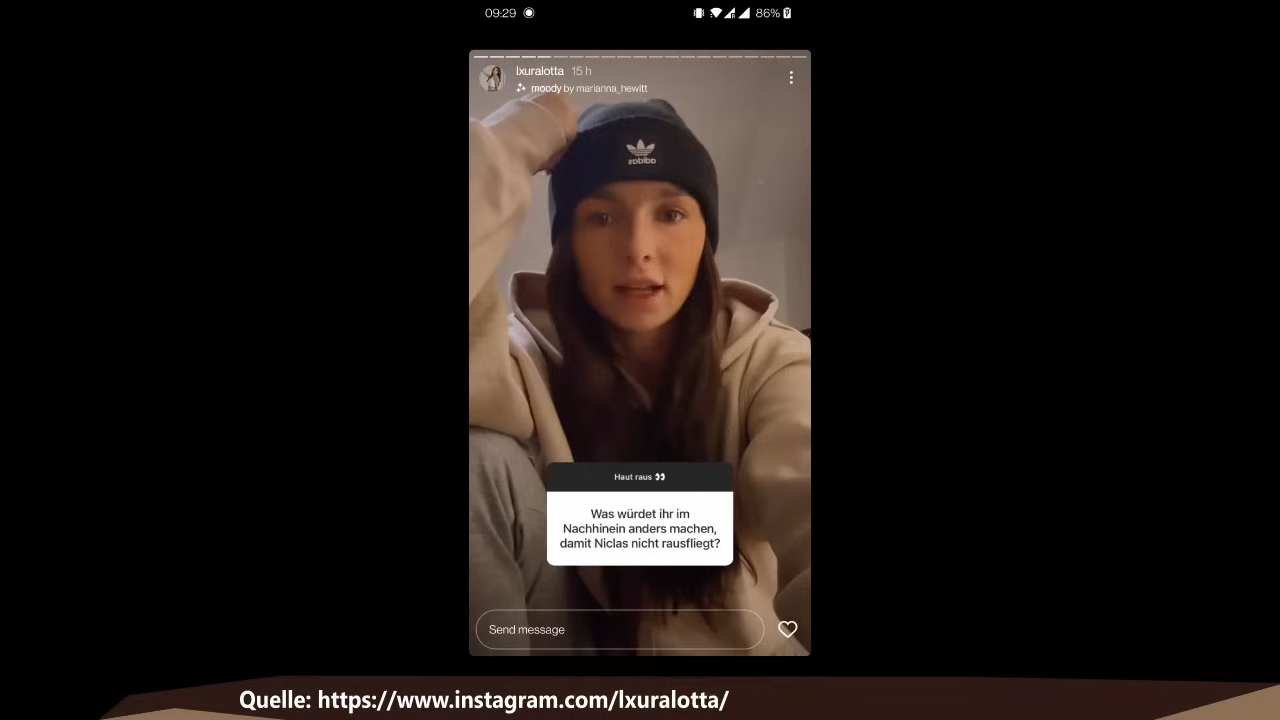 09:29
86%
lxuralotta 15 h
moody by marianna_hewitt
adidas
Haut raus 👀
Was würdet ihr im
Nachhinein anders machen,
damit Niclas nicht rausfliegt?
Send message
Quelle: https://www.instagram.com/lxuralotta/